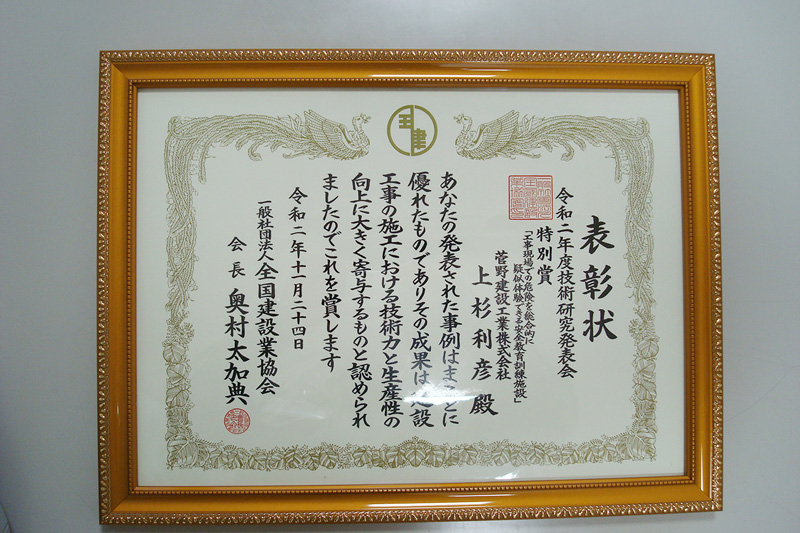 表彰状
令和二年度技術研究発表会
特別賞
「工事現場での危険を総合的に
疑似体験できる安全教育訓練施設」
菅野建設工業株式会社
上杉利彦殿
あなたの発表された事例はまことに
優れたものでありその成果は建設
工事の施工における技術力と生産性の
向上に大きく寄与するものと認められ
ましたのでこれを賞します
令和二年十一月二十四日
一般社団法人全国建設業協会
会長 奥村太加典
全建